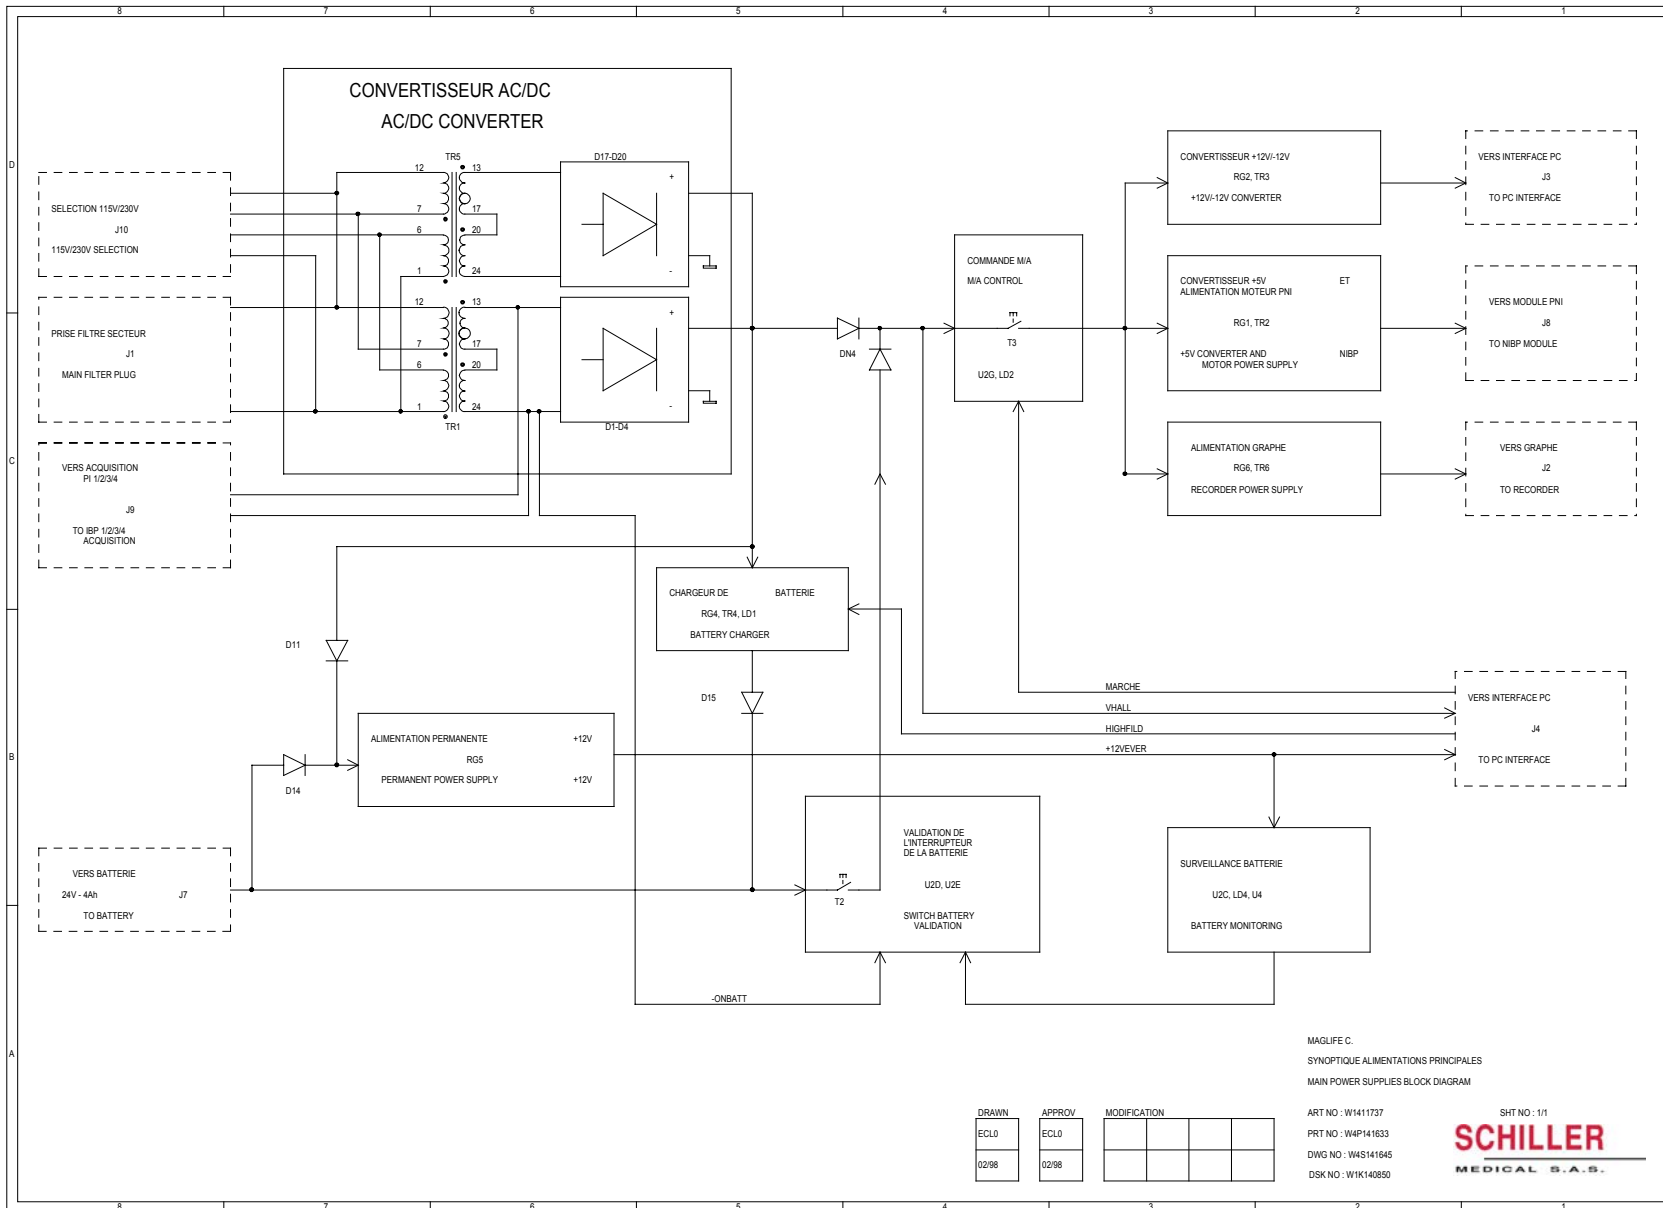 8 7 6 5 4 3 2 1
D
C
B
A
CONVERTISSEUR AC/DC
AC/DC CONVERTER
SELECTION 115V/230V
J10
115V/230V SELECTION
PRISE FILTRE SECTEUR
J1
MAIN FILTER PLUG
VERS ACQUISITION
PI 1/2/3/4
J9
TO IBP 1/2/3/4
ACQUISITION
TR5
12 13
7 17
6 20
1 24
12 13
7 17
6 20
1 24
TR1
D17-D20
+
-
+
-
D1-D4
DN4
COMMANDE M/A
M/A CONTROL
T3
U2G, LD2
CONVERTISSEUR +12V/-12V
RG2, TR3
+12V/-12V CONVERTER
VERS INTERFACE PC
J3
TO PC INTERFACE
CONVERTISSEUR +5V ET
ALIMENTATION MOTEUR PNI
RG1, TR2
+5V CONVERTER AND NIBP
MOTOR POWER SUPPLY
VERS MODULE PNI
J8
TO NIBP MODULE
ALIMENTATION GRAPHE
RG6, TR6
RECORDER POWER SUPPLY
VERS GRAPHE
J2
TO RECORDER
CHARGEUR DE BATTERIE
RG4, TR4, LD1
BATTERY CHARGER
D11
D15
D14
ALIMENTATION PERMANENTE +12V
RG5
PERMANENT POWER SUPPLY +12V
MARCHE
VHALL
HIGHFILD
+12VEVER
VERS INTERFACE PC
J4
TO PC INTERFACE
VERS BATTERIE
24V - 4Ah J7
TO BATTERY
VALIDATION DE
L'INTERRUPTEUR
DE LA BATTERIE
U2D, U2E
T2
SWITCH BATTERY
VALIDATION
SURVEILLANCE BATTERIE
U2C, LD4, U4
BATTERY MONITORING
-ONBATT
MAGLIFE C.
SYNOPTIQUE ALIMENTATIONS PRINCIPALES
MAIN POWER SUPPLIES BLOCK DIAGRAM
DRAWN APPROV MODIFICATION
ECL0 ECL0
02/98 02/98
ART NO : W1411737 SHT NO : 1/1
PRT NO : W4P141633
DWG NO : W4S141645
DSK NO : W1K140850
SCHILLER
MEDICAL S.A.S.
8 7 6 5 4 3 2 1